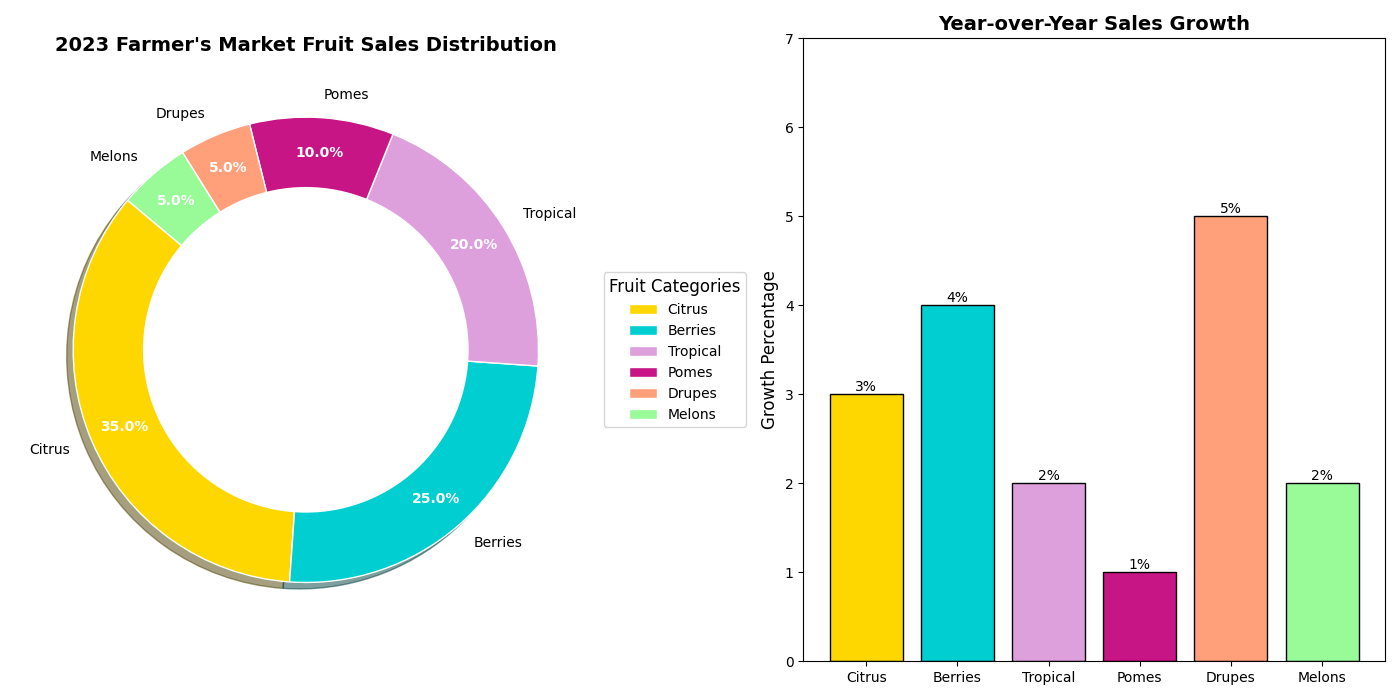 2023 Farmer's Market Fruit Sales Distribution
Pomes
Drupes
Melons
Tropical
Citrus
Berries
10.0%
5.0%
5.0%
20.0%
35.0%
25.0%
Fruit Categories
Citrus
Berries
Tropical
Pomes
Drupes
Melons
Year-over-Year Sales Growth
Growth Percentage
7
6
5
4
3
2
1
0
3%
4%
2%
1%
5%
2%
Citrus
Berries
Tropical
Pomes
Drupes
Melons